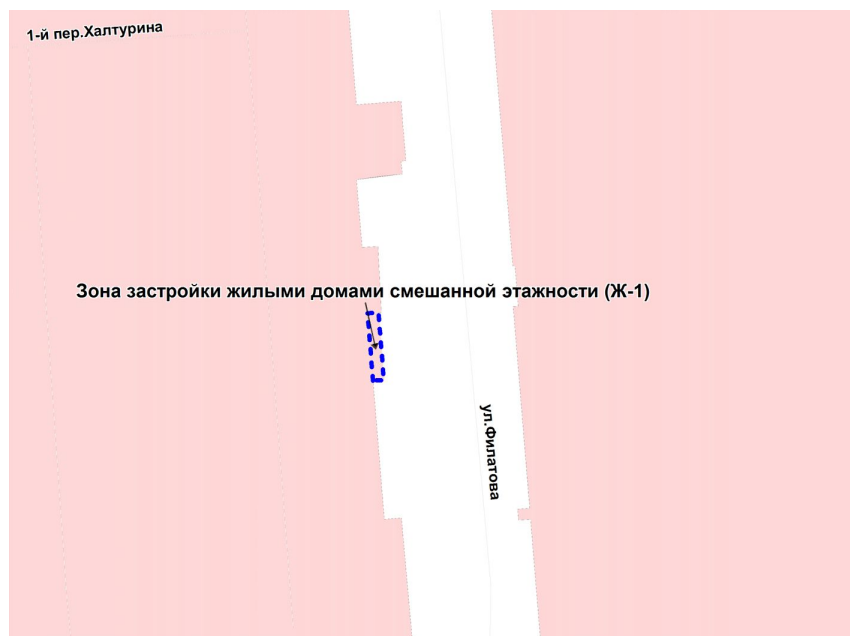 1-й пер.Халтурина
Зона застройки жилыми домами смешанной этажности (Ж-1)
ул.Филатова